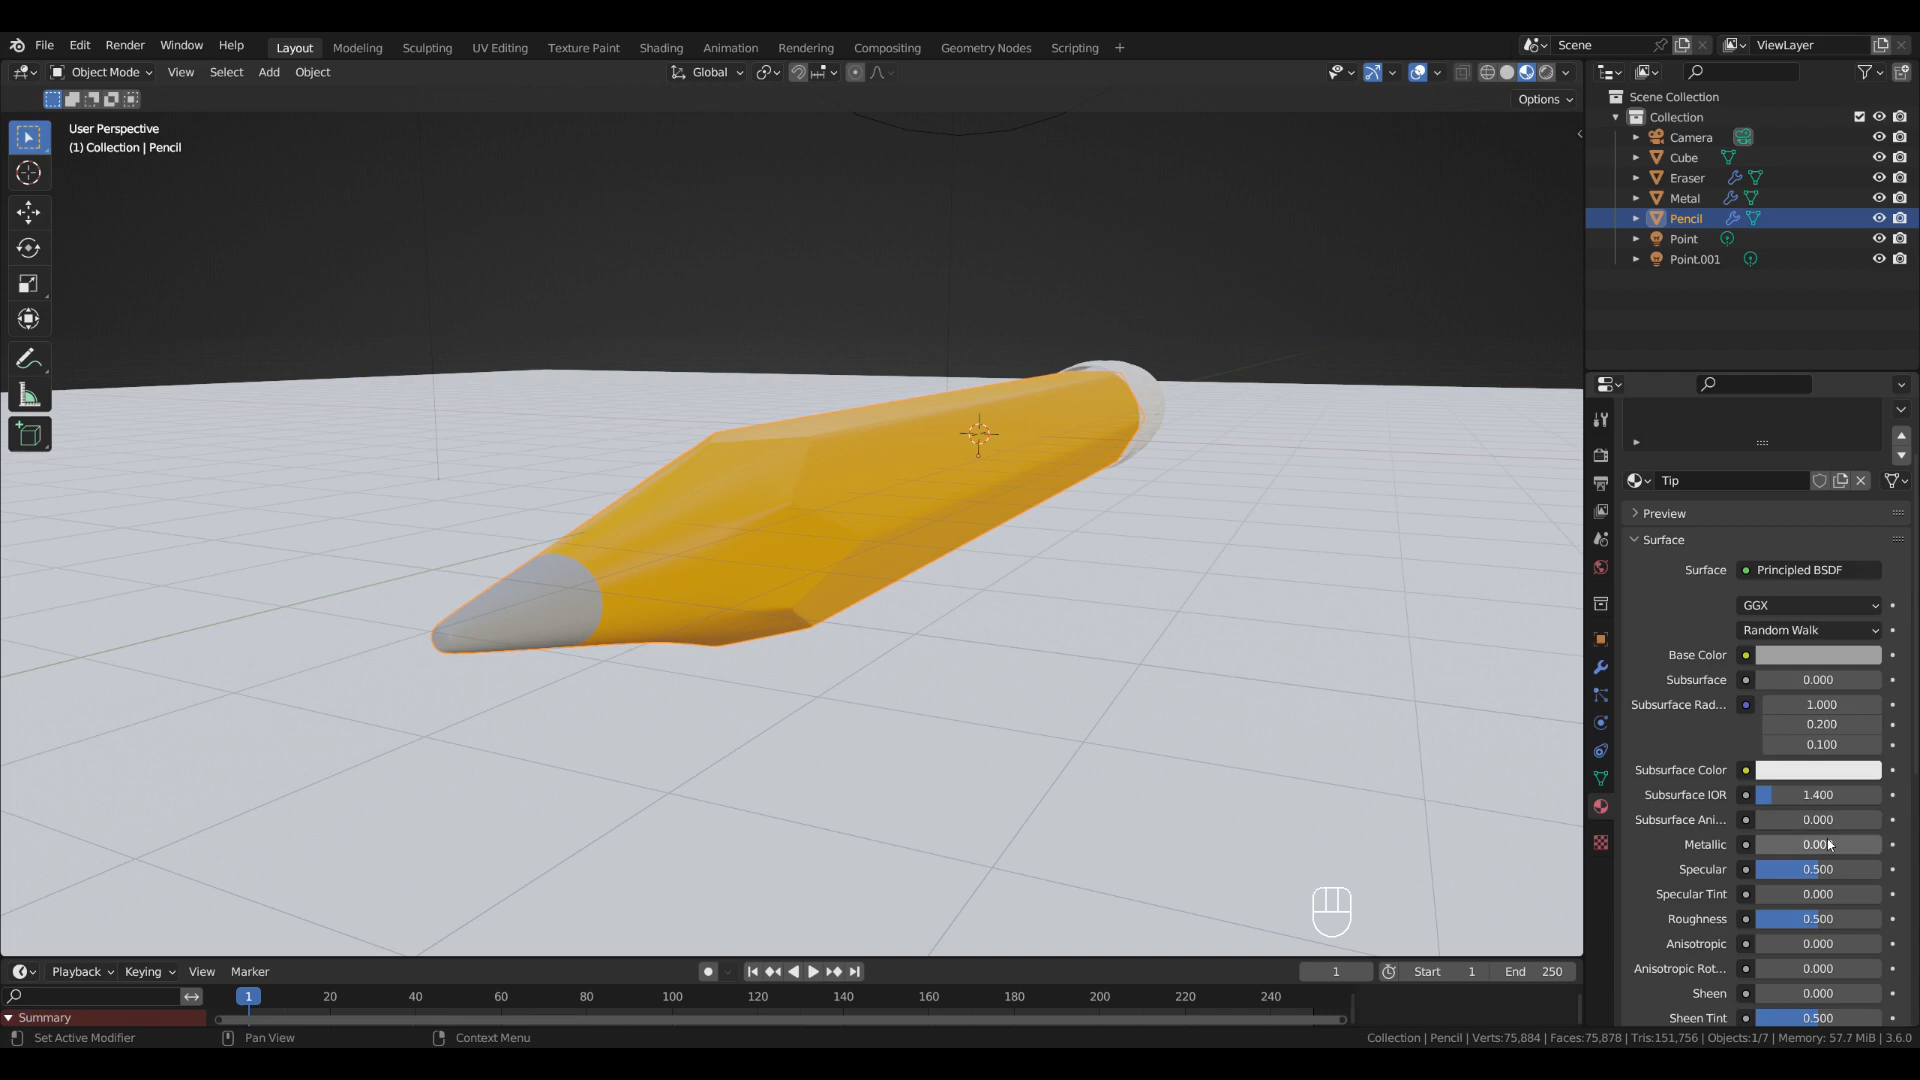 File Edit Render Window Help Layout Modeling Sculpting UV Editing Texture Paint Shading Animation Rendering Compositing Geometry Nodes Scripting + Scene ViewLayer
Object Mode View Select Add Object Global
Options
User Perspective
(1) Collection | Pencil
Scene Collection
Collection
Camera
Cube
Eraser
Metal
Pencil
Point
Point.001
Tip
Preview
Surface
Surface Principled BSDF
GGX
Random Walk
Base Color
Subsurface 0.000
Subsurface Rad... 1.000
0.200
0.100
Subsurface Color
Subsurface IOR 1.400
Subsurface Ani... 0.000
Metallic 0.00
Specular 0.500
Specular Tint 0.000
Roughness 0.500
Anisotropic 0.000
Anisotropic Rot... 0.000
Sheen 0.000
Sheen Tint 0.500
Playback Keying View Marker 1 Start 1 End 250
1 20 40 60 80 100 120 140 160 180 200 220 240
Summary
Set Active Modifier Pan View Context Menu Collection | Pencil | Verts:75,884 | Faces:75,878 | Tris:151,756 | Objects:1/7 | Memory: 57.7 MiB | 3.6.0